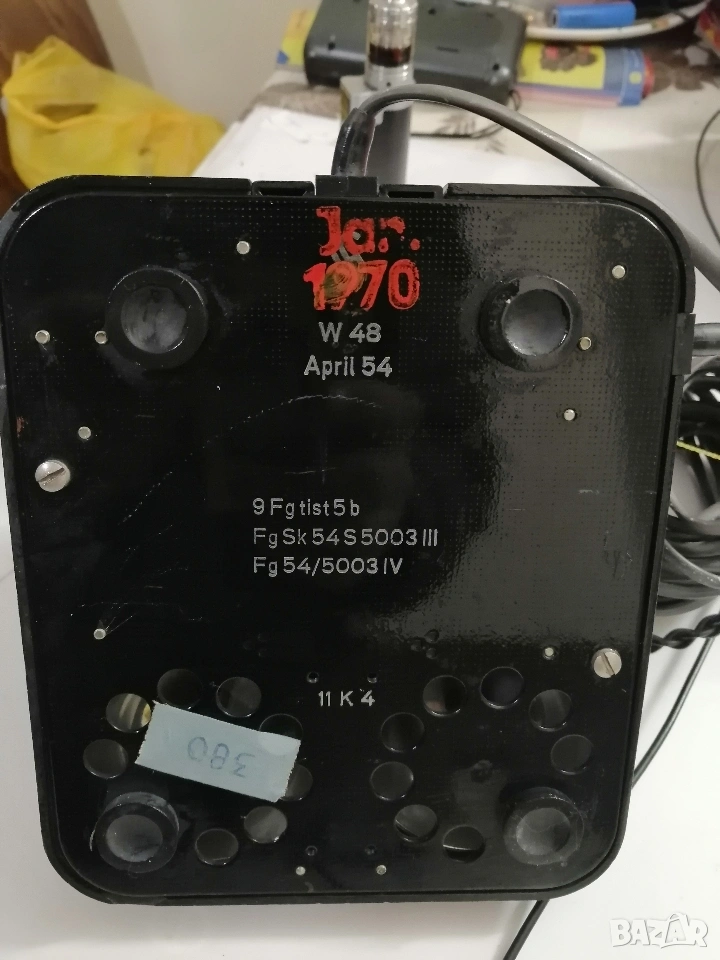 Jan.
1970
W 48
April 54
9 Fg tist 5 b
Fg Sk 54 S 5003 III
Fg 54/5003 IV
11 K 4
380
BAZAR